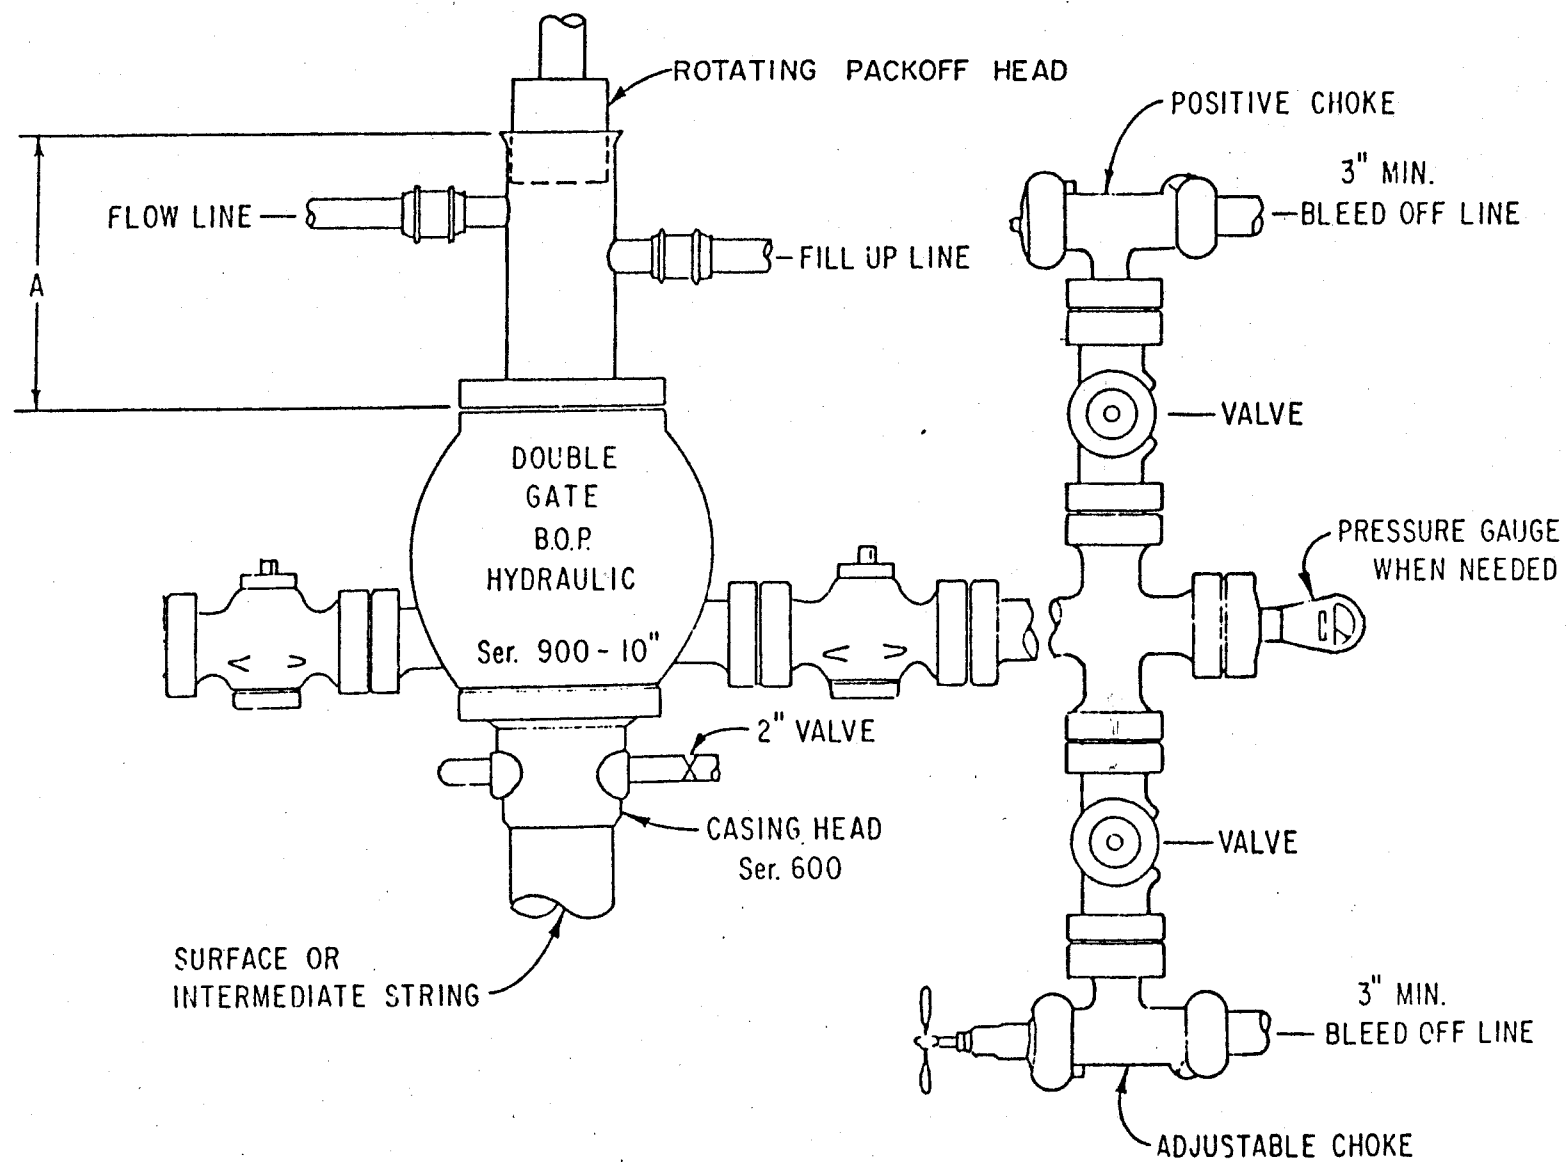 ROTATING PACKOFF HEAD
POSITIVE CHOKE
3" MIN.
BLEED OFF LINE
FLOW LINE
FILL UP LINE
A
VALVE
DOUBLE
GATE
B.O.P.
HYDRAULIC
Ser. 900 - 10"
PRESSURE GAUGE
WHEN NEEDED
2" VALVE
CASING HEAD
Ser. 600
VALVE
SURFACE OR
INTERMEDIATE STRING
3" MIN.
BLEED OFF LINE
ADJUSTABLE CHOKE